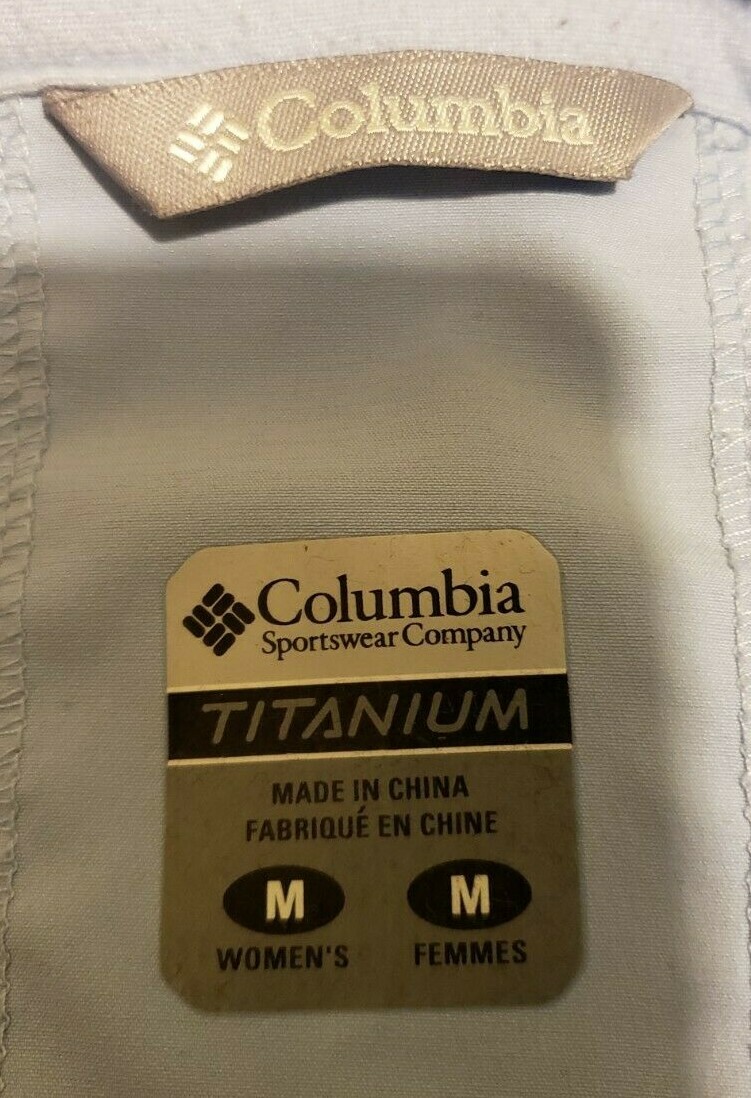 Columbia
Columbia
Sportswear Company
TITANIUM
MADE IN CHINA
FABRIQUÉ EN CHINE
M M
WOMEN'S FEMMES